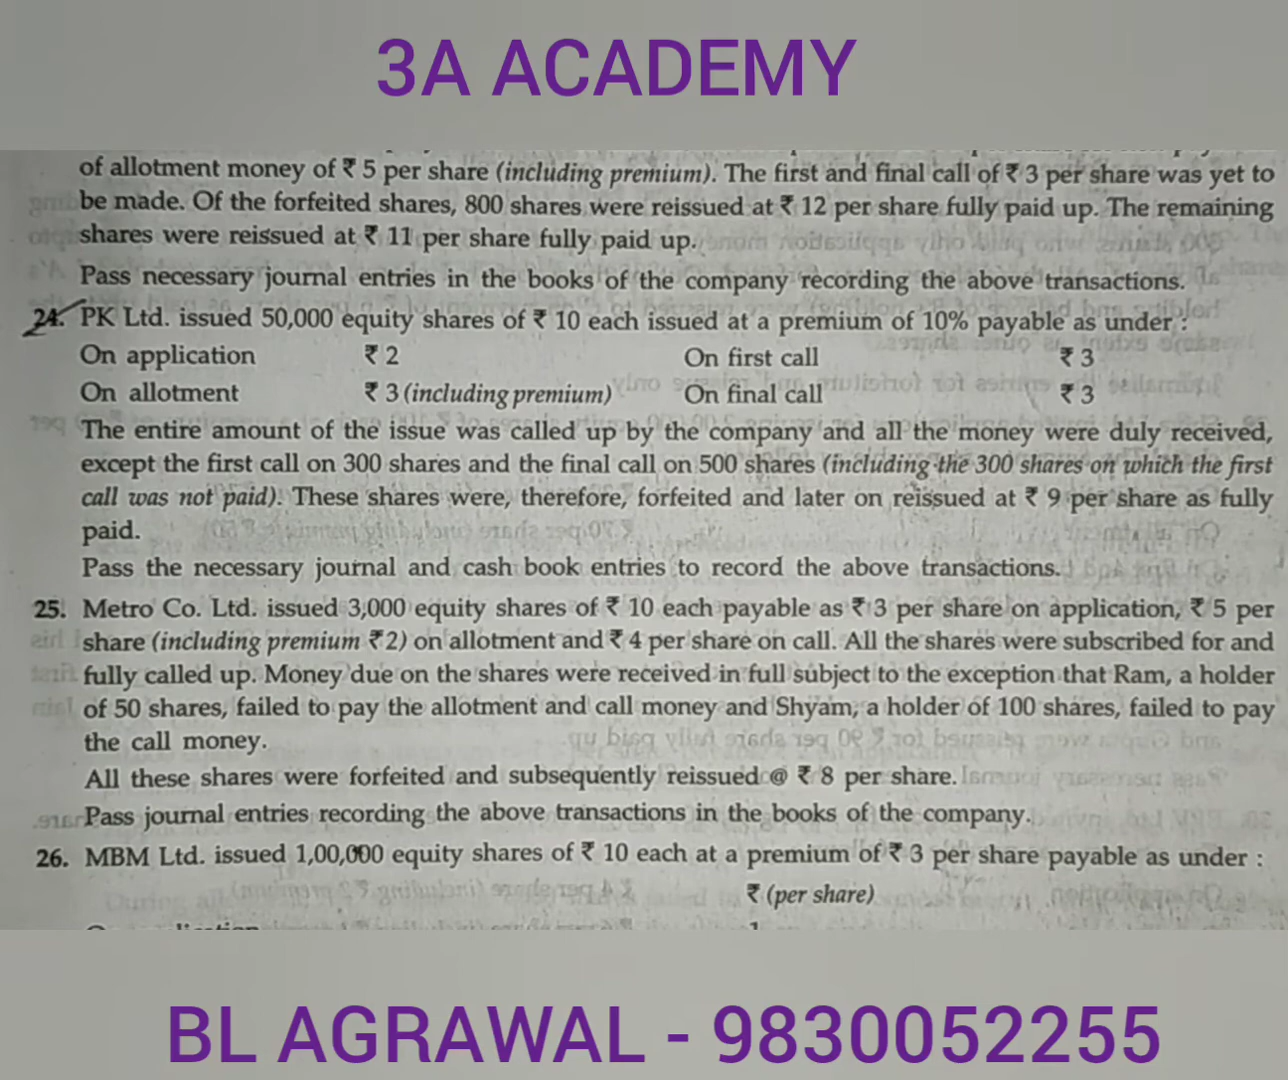 3A ACADEMY
of allotment money of ₹ 5 per share (including premium). The first and final call of ₹ 3 per share was yet to
be made. Of the forfeited shares, 800 shares were reissued at ₹ 12 per share fully paid up. The remaining
shares were reissued at ₹ 11 per share fully paid up.
Pass necessary journal entries in the books of the company recording the above transactions.
24. PK Ltd. issued 50,000 equity shares of ₹ 10 each issued at a premium of 10% payable as under :
On application ₹ 2 On first call ₹ 3
On allotment ₹ 3 (including premium) On final call ₹ 3
The entire amount of the issue was called up by the company and all the money were duly received,
except the first call on 300 shares and the final call on 500 shares (including the 300 shares on which the first
call was not paid). These shares were, therefore, forfeited and later on reissued at ₹ 9 per share as fully
paid.
Pass the necessary journal and cash book entries to record the above transactions.
25. Metro Co. Ltd. issued 3,000 equity shares of ₹ 10 each payable as ₹ 3 per share on application, ₹ 5 per
share (including premium ₹ 2) on allotment and ₹ 4 per share on call. All the shares were subscribed for and
fully called up. Money due on the shares were received in full subject to the exception that Ram, a holder
of 50 shares, failed to pay the allotment and call money and Shyam, a holder of 100 shares, failed to pay
the call money.
All these shares were forfeited and subsequently reissued @ ₹ 8 per share.
Pass journal entries recording the above transactions in the books of the company.
26. MBM Ltd. issued 1,00,000 equity shares of ₹ 10 each at a premium of ₹ 3 per share payable as under :
₹ (per share)
BL AGRAWAL - 9830052255